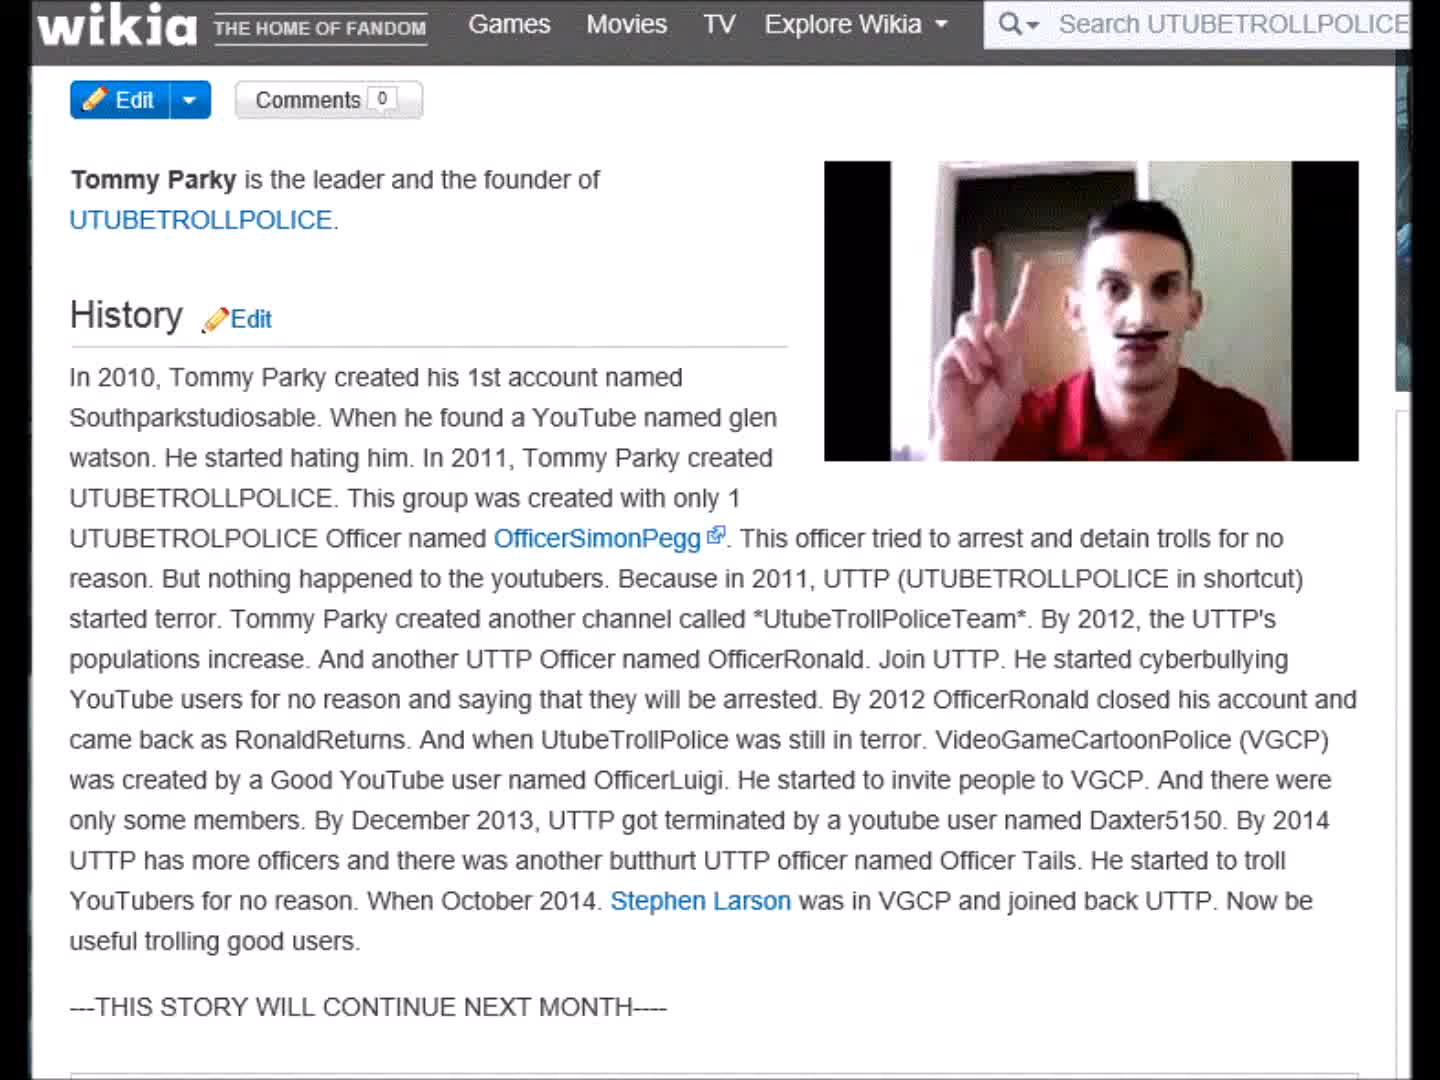 wikia THE HOME OF FANDOM Games Movies TV Explore Wikia Search UTUBETROLLPOLICE
Edit Comments 0
Tommy Parky is the leader and the founder of
UTUBETROLLPOLICE.
History Edit
In 2010, Tommy Parky created his 1st account named
Southparkstudiosable. When he found a YouTube named glen
watson. He started hating him. In 2011, Tommy Parky created
UTUBETROLLPOLICE. This group was created with only 1
UTUBETROLPOLICE Officer named OfficerSimonPegg. This officer tried to arrest and detain trolls for no
reason. But nothing happened to the youtubers. Because in 2011, UTTP (UTUBETROLLPOLICE in shortcut)
started terror. Tommy Parky created another channel called *UtubeTrollPoliceTeam*. By 2012, the UTTP's
populations increase. And another UTTP Officer named OfficerRonald. Join UTTP. He started cyberbullying
YouTube users for no reason and saying that they will be arrested. By 2012 OfficerRonald closed his account and
came back as RonaldReturns. And when UtubeTrollPolice was still in terror. VideoGameCartoonPolice (VGCP)
was created by a Good YouTube user named OfficerLuigi. He started to invite people to VGCP. And there were
only some members. By December 2013, UTTP got terminated by a youtube user named Daxter5150. By 2014
UTTP has more officers and there was another butthurt UTTP officer named Officer Tails. He started to troll
YouTubers for no reason. When October 2014. Stephen Larson was in VGCP and joined back UTTP. Now be
useful trolling good users.
---THIS STORY WILL CONTINUE NEXT MONTH----